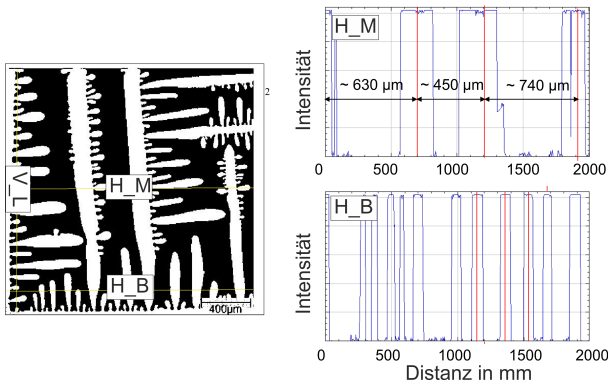 V_L
H_M
H_B
400µm
2
H_M
Intensität
~ 630 µm
~ 450 µm
~ 740 µm
0 500 1000 1500 2000
H_B
Intensität
0 500 1000 1500 2000
Distanz in mm